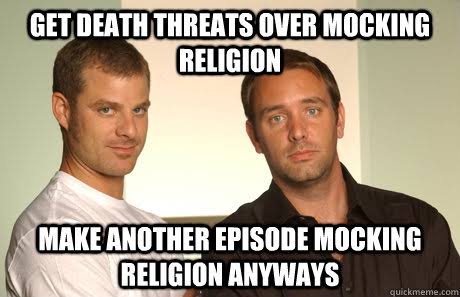 GET DEATH THREATS OVER MOCKING
RELIGION
MAKE ANOTHER EPISODE MOCKING
RELIGION ANYWAYS
quickmeme.com